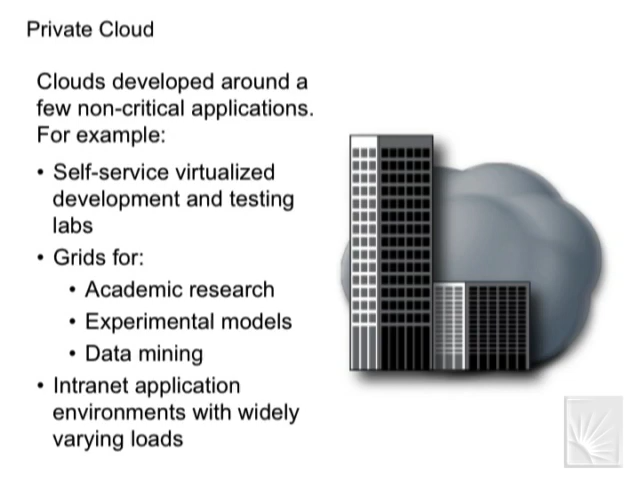 Private Cloud
Clouds developed around a
few non-critical applications.
For example:
• Self-service virtualized
development and testing
labs
• Grids for:
• Academic research
• Experimental models
• Data mining
• Intranet application
environments with widely
varying loads